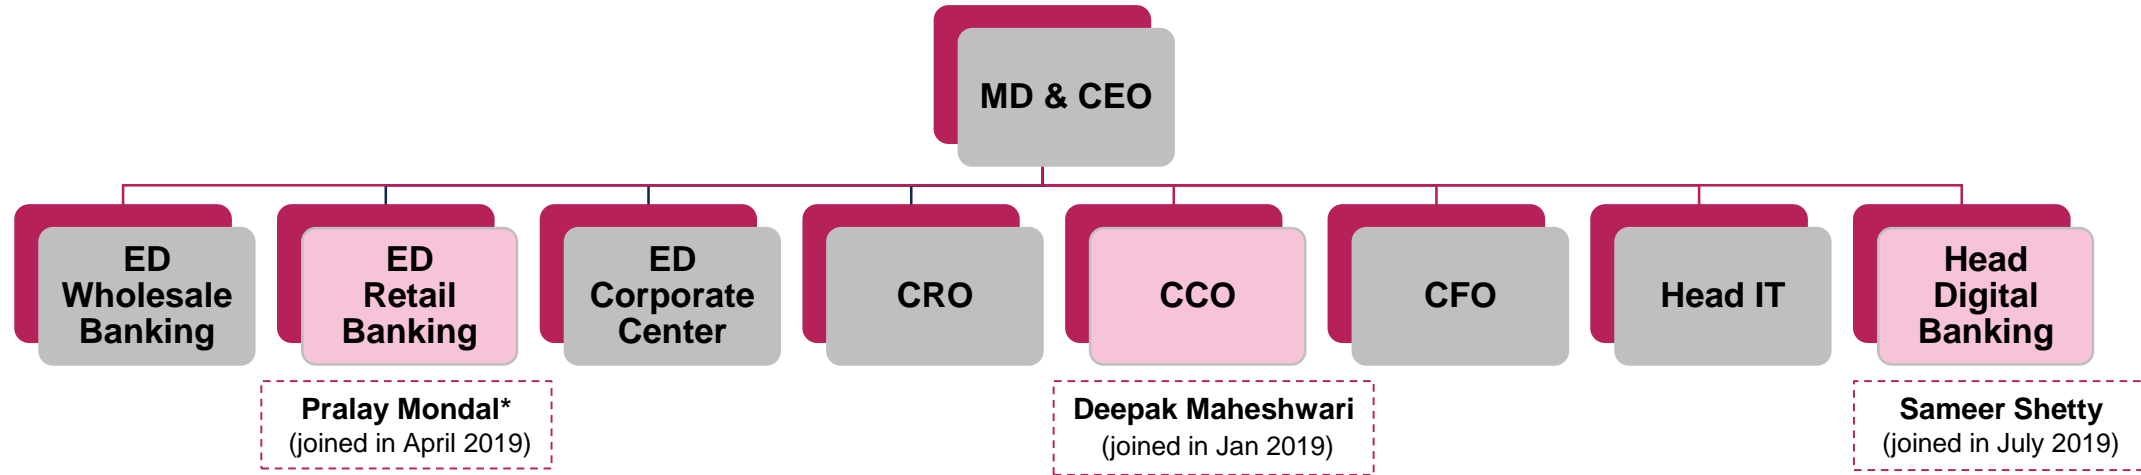 MD & CEO
ED
Wholesale
Banking
ED
Retail
Banking
ED
Corporate
Center
CRO
CCO
CFO
Head IT
Head
Digital
Banking
Pralay Mondal*
(joined in April 2019)
Deepak Maheshwari
(joined in Jan 2019)
Sameer Shetty
(joined in July 2019)